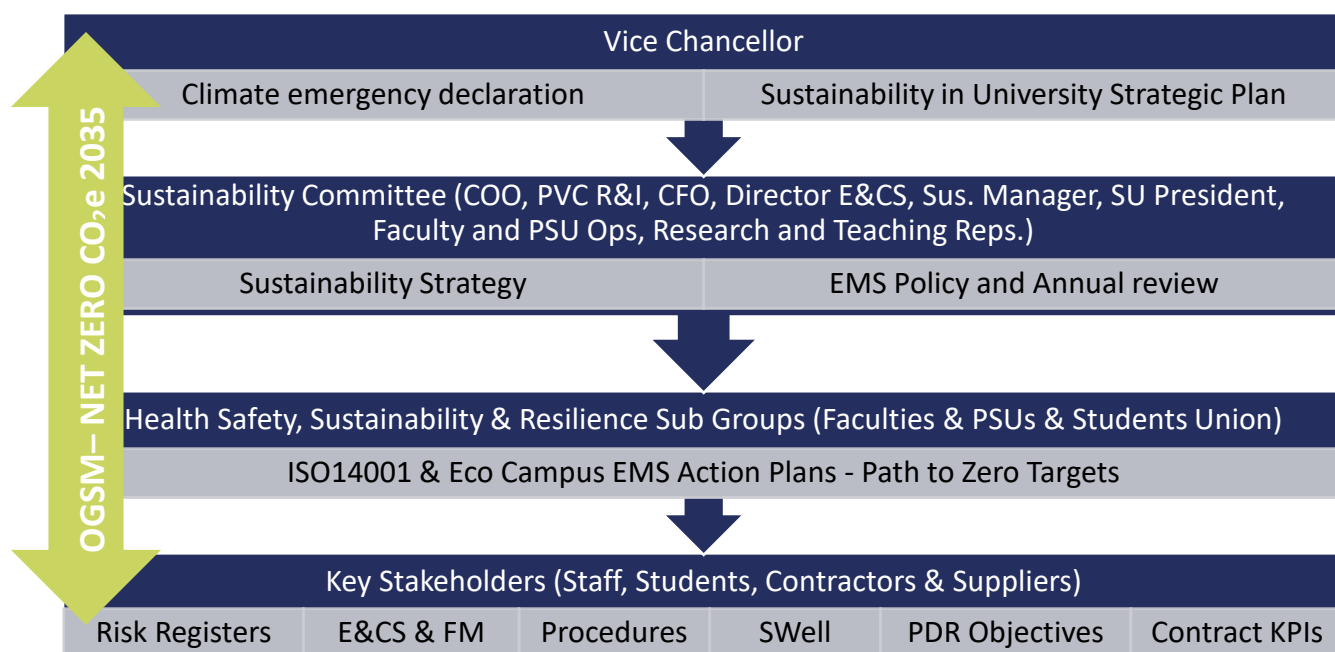 Vice Chancellor
Climate emergency declaration
Sustainability in University Strategic Plan
Sustainability Committee (COO, PVC R&I, CFO, Director E&CS, Sus. Manager, SU President,
Faculty and PSU Ops, Research and Teaching Reps.)
Sustainability Strategy
EMS Policy and Annual review
Health Safety, Sustainability & Resilience Sub Groups (Faculties & PSUs & Students Union)
ISO14001 & Eco Campus EMS Action Plans - Path to Zero Targets
Key Stakeholders (Staff, Students, Contractors & Suppliers)
Risk Registers
E&CS & FM
Procedures
SWell
PDR Objectives
Contract KPIs
OGSM– NET ZERO CO₂e 2035